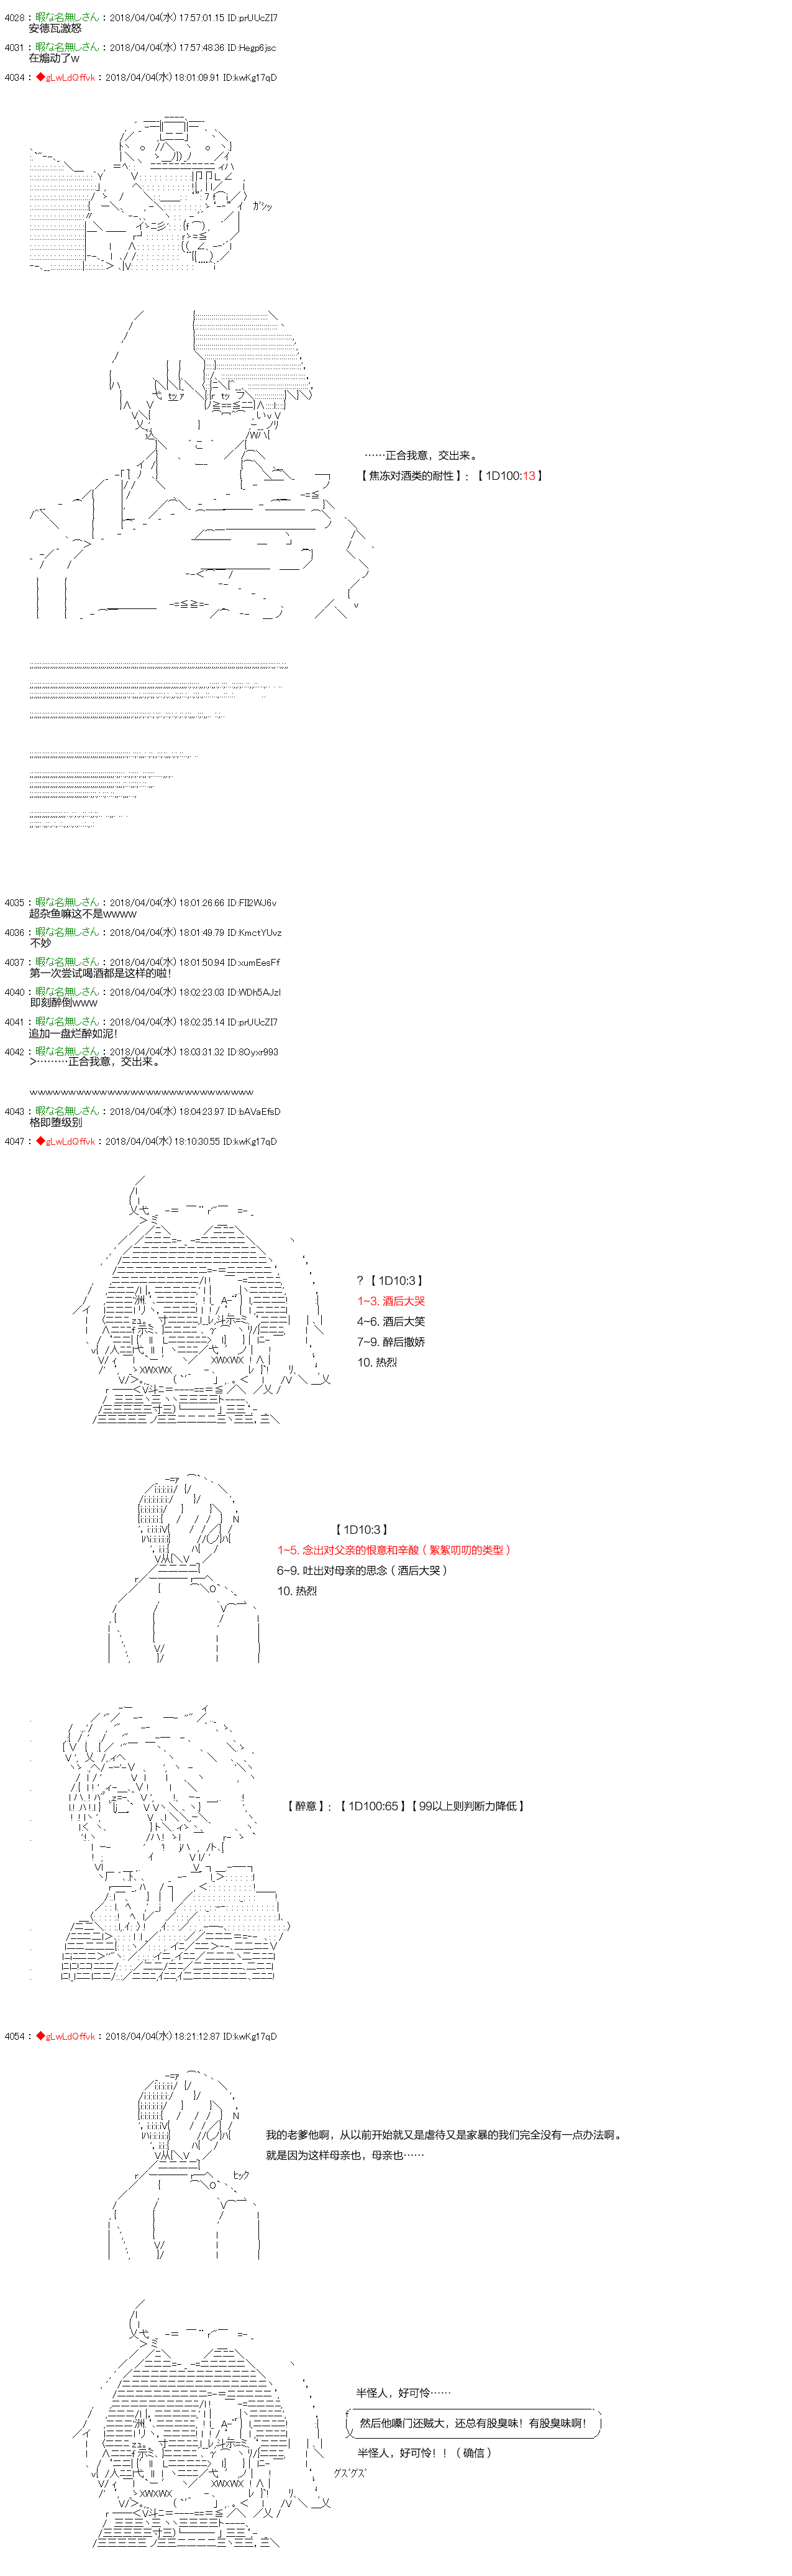 4028 : 暇な名無しさん : 2018/04/04(水) 17:57:01.15 ID:prUUcZI7
安德瓦激怒
4031 : 暇な名無しさん : 2018/04/04(水) 17:57:48.36 ID:Hegp6jsc
在煽动了w
4034 : ◆gLwLdQffvk : 2018/04/04(水) 18:01:09.91 ID:kwKg17qD
ｶﾞｼｯ
……正合我意，交出来。
【焦冻对酒类的耐性】：【1D100:13】
4035 : 暇な名無しさん : 2018/04/04(水) 18:01:26.66 ID:FII2WJ6v
超杂鱼嘛这不是wwww
4036 : 暇な名無しさん : 2018/04/04(水) 18:01:49.79 ID:KmctYUvz
不妙
4037 : 暇な名無しさん : 2018/04/04(水) 18:01:50.94 ID:xumEesFf
第一次尝试喝酒都是这样的啦！
4040 : 暇な名無しさん : 2018/04/04(水) 18:02:23.03 ID:WDh5AJzl
即刻醉倒www
4041 : 暇な名無しさん : 2018/04/04(水) 18:02:35.14 ID:prUUcZI7
追加一盘烂醉如泥！
4042 : 暇な名無しさん : 2018/04/04(水) 18:03:31.32 ID:8Oyxr993
>………正合我意，交出来。
wwwwwwwwwwwwwwwwwwwwwwwwwwwww
4043 : 暇な名無しさん : 2018/04/04(水) 18:04:23.97 ID:bAVaEfsD
格即堕级别
4047 : ◆gLwLdQffvk : 2018/04/04(水) 18:10:30.55 ID:kwKg17qD
？【1D10:3】
1~3. 酒后大哭
4~6. 酒后大笑
7~9. 醉后撒娇
10. 热烈
【1D10:3】
1~5. 念出对父亲的恨意和辛酸（絮絮叨叨的类型）
6~9. 吐出对母亲的思念（酒后大哭）
10. 热烈
【醉意】：【1D100:65】【99以上则判断力降低】
4054 : ◆gLwLdQffvk : 2018/04/04(水) 18:21:12.87 ID:kwKg17qD
我的老爹他啊，从以前开始就又是虐待又是家暴的我们完全没有一点办法啊。
就是因为这样母亲也，母亲也……
ﾋｯｸ
半怪人，好可怜……
然后他嗓门还贼大，还总有股臭味！有股臭味啊！
半怪人，好可怜！！（确信）
ｸﾞｽﾞｸﾞｽﾞ